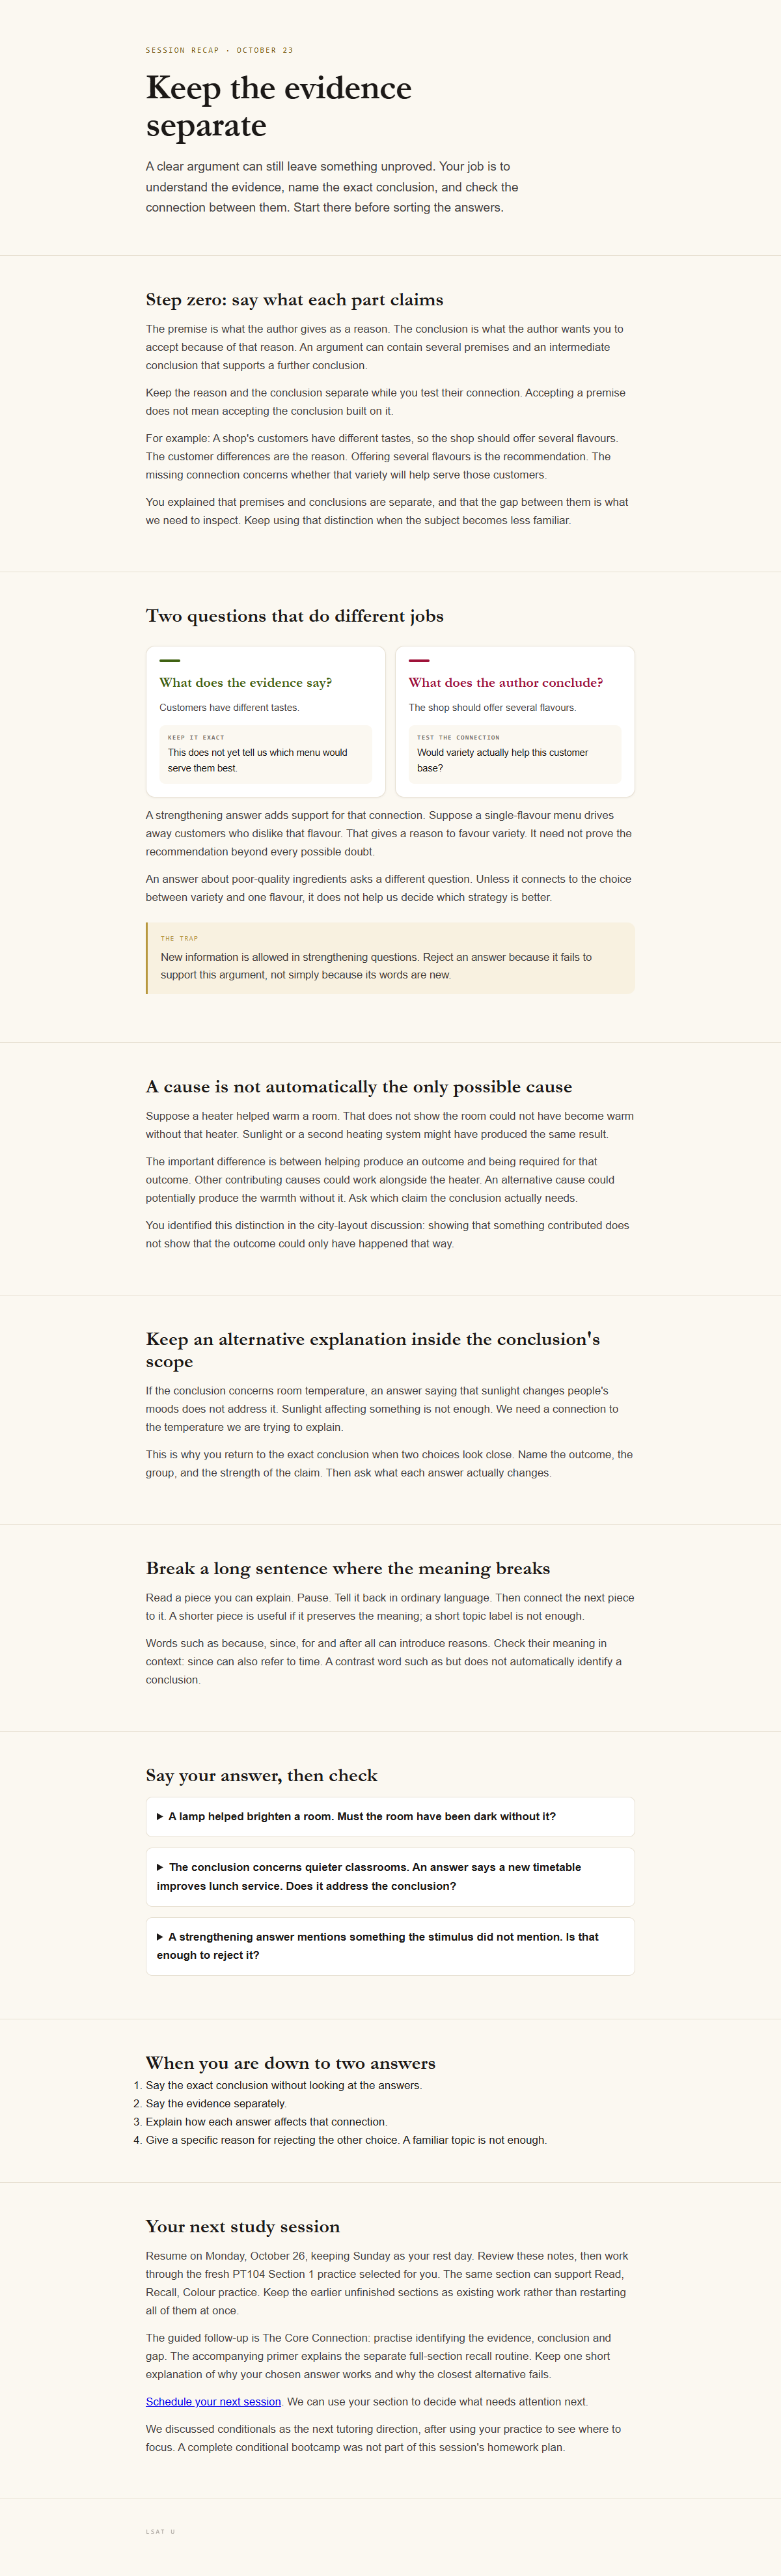 SESSION RECAP · OCTOBER 23
Keep the evidence
separate
A clear argument can still leave something unproved. Your job is to
understand the evidence, name the exact conclusion, and check the
connection between them. Start there before sorting the answers.
Step zero: say what each part claims
The premise is what the author gives as a reason. The conclusion is what the author wants you to
accept because of that reason. An argument can contain several premises and an intermediate
conclusion that supports a further conclusion.
Keep the reason and the conclusion separate while you test their connection. Accepting a premise
does not mean accepting the conclusion built on it.
For example: A shop's customers have different tastes, so the shop should offer several flavours.
The customer differences are the reason. Offering several flavours is the recommendation. The
missing connection concerns whether that variety will help serve those customers.
You explained that premises and conclusions are separate, and that the gap between them is what
we need to inspect. Keep using that distinction when the subject becomes less familiar.
Two questions that do different jobs
What does the evidence say?
Customers have different tastes.
KEEP IT EXACT
This does not yet tell us which menu would
serve them best.
What does the author conclude?
The shop should offer several flavours.
TEST THE CONNECTION
Would variety actually help this customer
base?
A strengthening answer adds support for that connection. Suppose a single-flavour menu drives
away customers who dislike that flavour. That gives a reason to favour variety. It need not prove the
recommendation beyond every possible doubt.
An answer about poor-quality ingredients asks a different question. Unless it connects to the choice
between variety and one flavour, it does not help us decide which strategy is better.
THE TRAP
New information is allowed in strengthening questions. Reject an answer because it fails to
support this argument, not simply because its words are new.
A cause is not automatically the only possible cause
Suppose a heater helped warm a room. That does not show the room could not have become warm
without that heater. Sunlight or a second heating system might have produced the same result.
The important difference is between helping produce an outcome and being required for that
outcome. Other contributing causes could work alongside the heater. An alternative cause could
potentially produce the warmth without it. Ask which claim the conclusion actually needs.
You identified this distinction in the city-layout discussion: showing that something contributed does
not show that the outcome could only have happened that way.
Keep an alternative explanation inside the conclusion's
scope
If the conclusion concerns room temperature, an answer saying that sunlight changes people's
moods does not address it. Sunlight affecting something is not enough. We need a connection to
the temperature we are trying to explain.
This is why you return to the exact conclusion when two choices look close. Name the outcome, the
group, and the strength of the claim. Then ask what each answer actually changes.
Break a long sentence where the meaning breaks
Read a piece you can explain. Pause. Tell it back in ordinary language. Then connect the next piece
to it. A shorter piece is useful if it preserves the meaning; a short topic label is not enough.
Words such as because, since, for and after all can introduce reasons. Check their meaning in
context: since can also refer to time. A contrast word such as but does not automatically identify a
conclusion.
Say your answer, then check
▶ A lamp helped brighten a room. Must the room have been dark without it?
▶ The conclusion concerns quieter classrooms. An answer says a new timetable
improves lunch service. Does it address the conclusion?
▶ A strengthening answer mentions something the stimulus did not mention. Is that
enough to reject it?
When you are down to two answers
1. Say the exact conclusion without looking at the answers.
2. Say the evidence separately.
3. Explain how each answer affects that connection.
4. Give a specific reason for rejecting the other choice. A familiar topic is not enough.
Your next study session
Resume on Monday, October 26, keeping Sunday as your rest day. Review these notes, then work
through the fresh PT104 Section 1 practice selected for you. The same section can support Read,
Recall, Colour practice. Keep the earlier unfinished sections as existing work rather than restarting
all of them at once.
The guided follow-up is The Core Connection: practise identifying the evidence, conclusion and
gap. The accompanying primer explains the separate full-section recall routine. Keep one short
explanation of why your chosen answer works and why the closest alternative fails.
Schedule your next session. We can use your section to decide what needs attention next.
We discussed conditionals as the next tutoring direction, after using your practice to see where to
focus. A complete conditional bootcamp was not part of this session's homework plan.
LSAT U